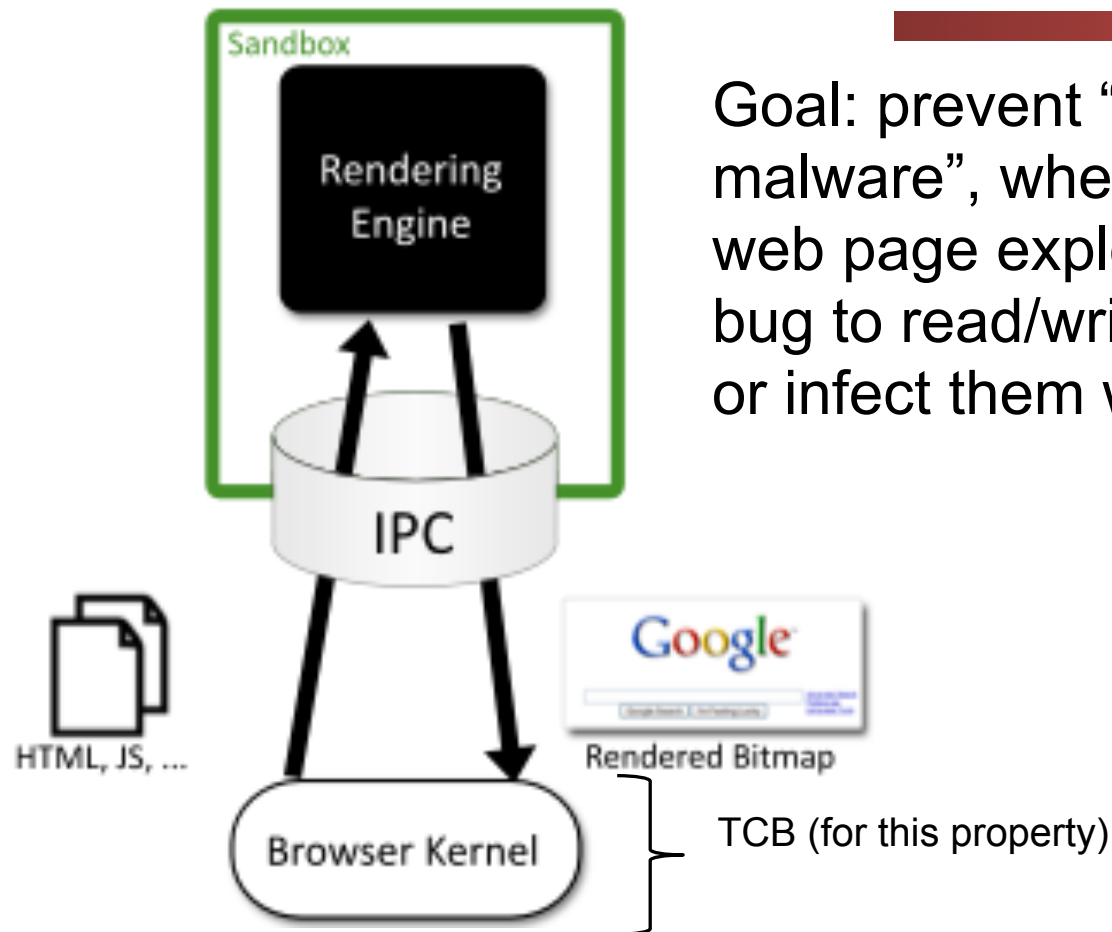 Sandbox
Rendering
Engine
Goal: prevent “
malware”, whe
web page explo
bug to read/wri
or infect them w
IPC
HTML, JS, ...
Google
Rendered Bitmap
Browser Kernel
TCB (for this property)